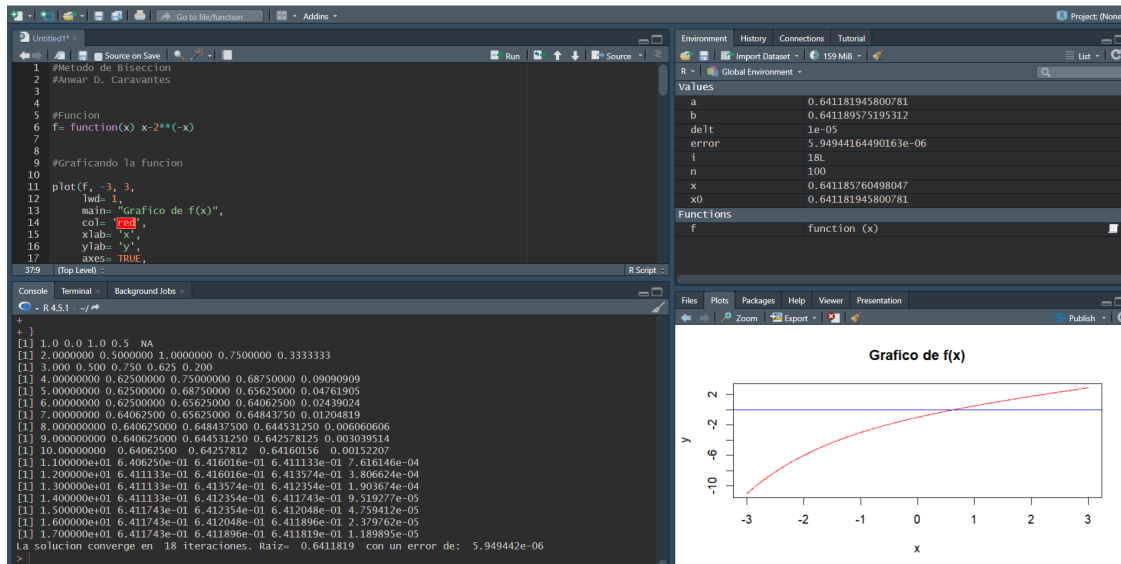 Go to file/function
Addins
Project: (None
Untitled1*
Source on Save
Run
Source
1 #Metodo de Biseccion
2 #Anwar D. Caravantes
3
4
5 #Funcion
6 f= function(x) x-2**(-x)
7
8
9 #Graficando la funcion
10
11 plot(f, -3, 3,
12 lwd= 1,
13 main= "Grafico de f(x)",
14 col= 'red',
15 xlab= 'x',
16 ylab= 'y',
17 axes= TRUE,
37:9 (Top Level) R Script
Console Terminal Background Jobs
R 4.5.1 · ~/
+
+ }
[1] 1.0 0.0 1.0 0.5 NA
[1] 2.0000000 0.5000000 1.0000000 0.7500000 0.3333333
[1] 3.000 0.500 0.750 0.625 0.200
[1] 4.00000000 0.62500000 0.75000000 0.68750000 0.09090909
[1] 5.00000000 0.62500000 0.68750000 0.65625000 0.04761905
[1] 6.00000000 0.62500000 0.65625000 0.64062500 0.02439024
[1] 7.00000000 0.64062500 0.65625000 0.64843750 0.01204819
[1] 8.000000000 0.640625000 0.648437500 0.644531250 0.006060606
[1] 9.000000000 0.640625000 0.644531250 0.642578125 0.003039514
[1] 10.00000000 0.64062500 0.64257812 0.64160156 0.00152207
[1] 1.100000e+01 6.406250e-01 6.416016e-01 6.411133e-01 7.616146e-04
[1] 1.200000e+01 6.411133e-01 6.416016e-01 6.413574e-01 3.806624e-04
[1] 1.300000e+01 6.411133e-01 6.413574e-01 6.412354e-01 1.903674e-04
[1] 1.400000e+01 6.411133e-01 6.412354e-01 6.411743e-01 9.519277e-05
[1] 1.500000e+01 6.411743e-01 6.412354e-01 6.412048e-01 4.759412e-05
[1] 1.600000e+01 6.411743e-01 6.412048e-01 6.411896e-01 2.379762e-05
[1] 1.700000e+01 6.411743e-01 6.411896e-01 6.411819e-01 1.189895e-05
La solucion converge en 18 iteraciones. Raiz= 0.6411819 con un error de: 5.949442e-06
>
Environment History Connections Tutorial
Import Dataset 159 MiB List
R Global Environment
Values
a 0.641181945800781
b 0.641189575195312
delt 1e-05
error 5.94944164490163e-06
i 18L
n 100
x 0.641185760498047
x0 0.641181945800781
Functions
f function (x)
Files Plots Packages Help Viewer Presentation
Zoom Export Publish
Grafico de f(x)
2
-2
-6
-10
y
-3 -2 -1 0 1 2 3
x